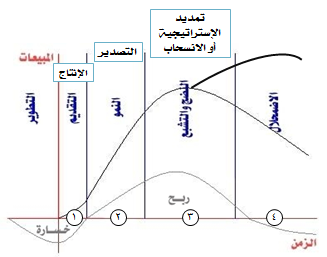 تمديد
الإستراتيجية
أو الانسحاب
التصدير
الإنتاج
المبيعات
التطوير
التقديم
النمو
النضج والتشبع
الاضمحلال
ربح
خسارة
١
٢
٣
٤
الزمن